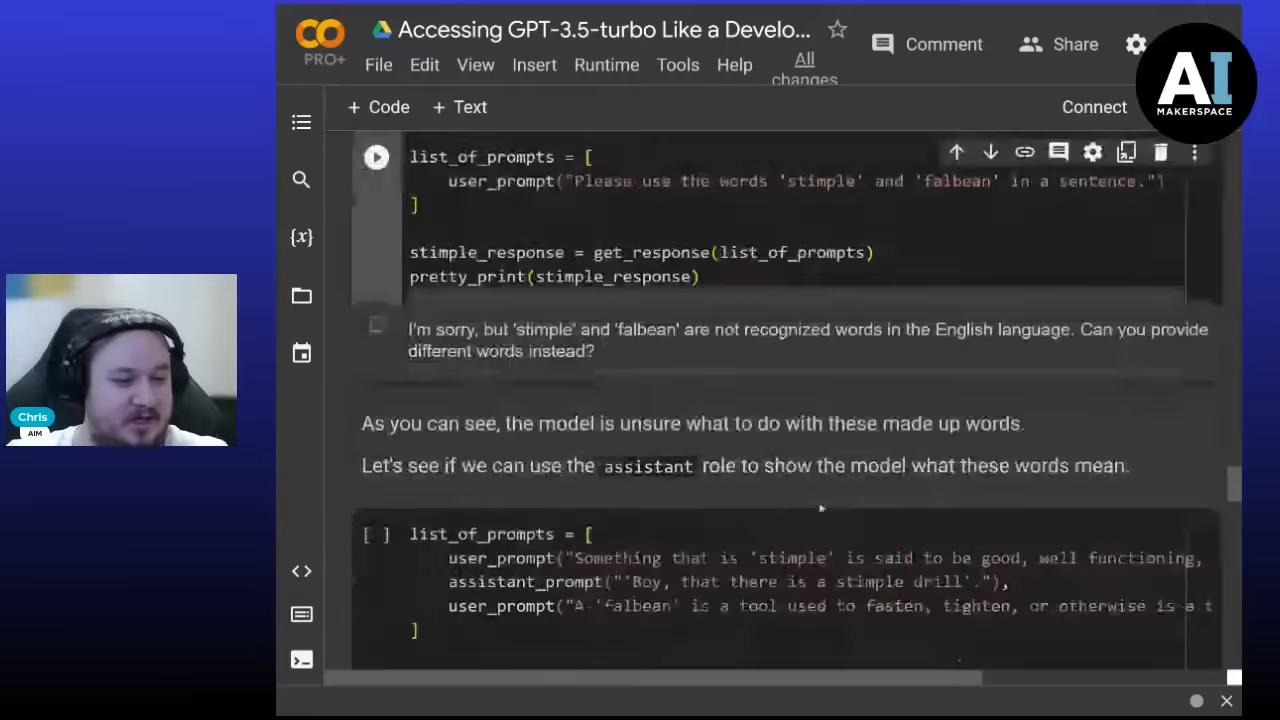 Accessing GPT-3.5-turbo Like a Develo...
PRO+
File Edit View Insert Runtime Tools Help
All changes
Comment
Share
AI
MAKERSPACE
+ Code + Text
Connect
list_of_prompts = [
user_prompt("Please use the words 'stimple' and 'falbean' in a sentence.")
]
stimple_response = get_response(list_of_prompts)
pretty_print(stimple_response)
I'm sorry, but 'stimple' and 'falbean' are not recognized words in the English language. Can you provide
different words instead?
As you can see, the model is unsure what to do with these made up words.
Let's see if we can use the assistant role to show the model what these words mean.
[ ] list_of_prompts = [
user_prompt("Something that is 'stimple' is said to be good, well functioning,
assistant_prompt("'Boy, that there is a stimple drill'."),
user_prompt("A 'falbean' is a tool used to fasten, tighten, or otherwise is a t
]
{x}
Chris
AIM